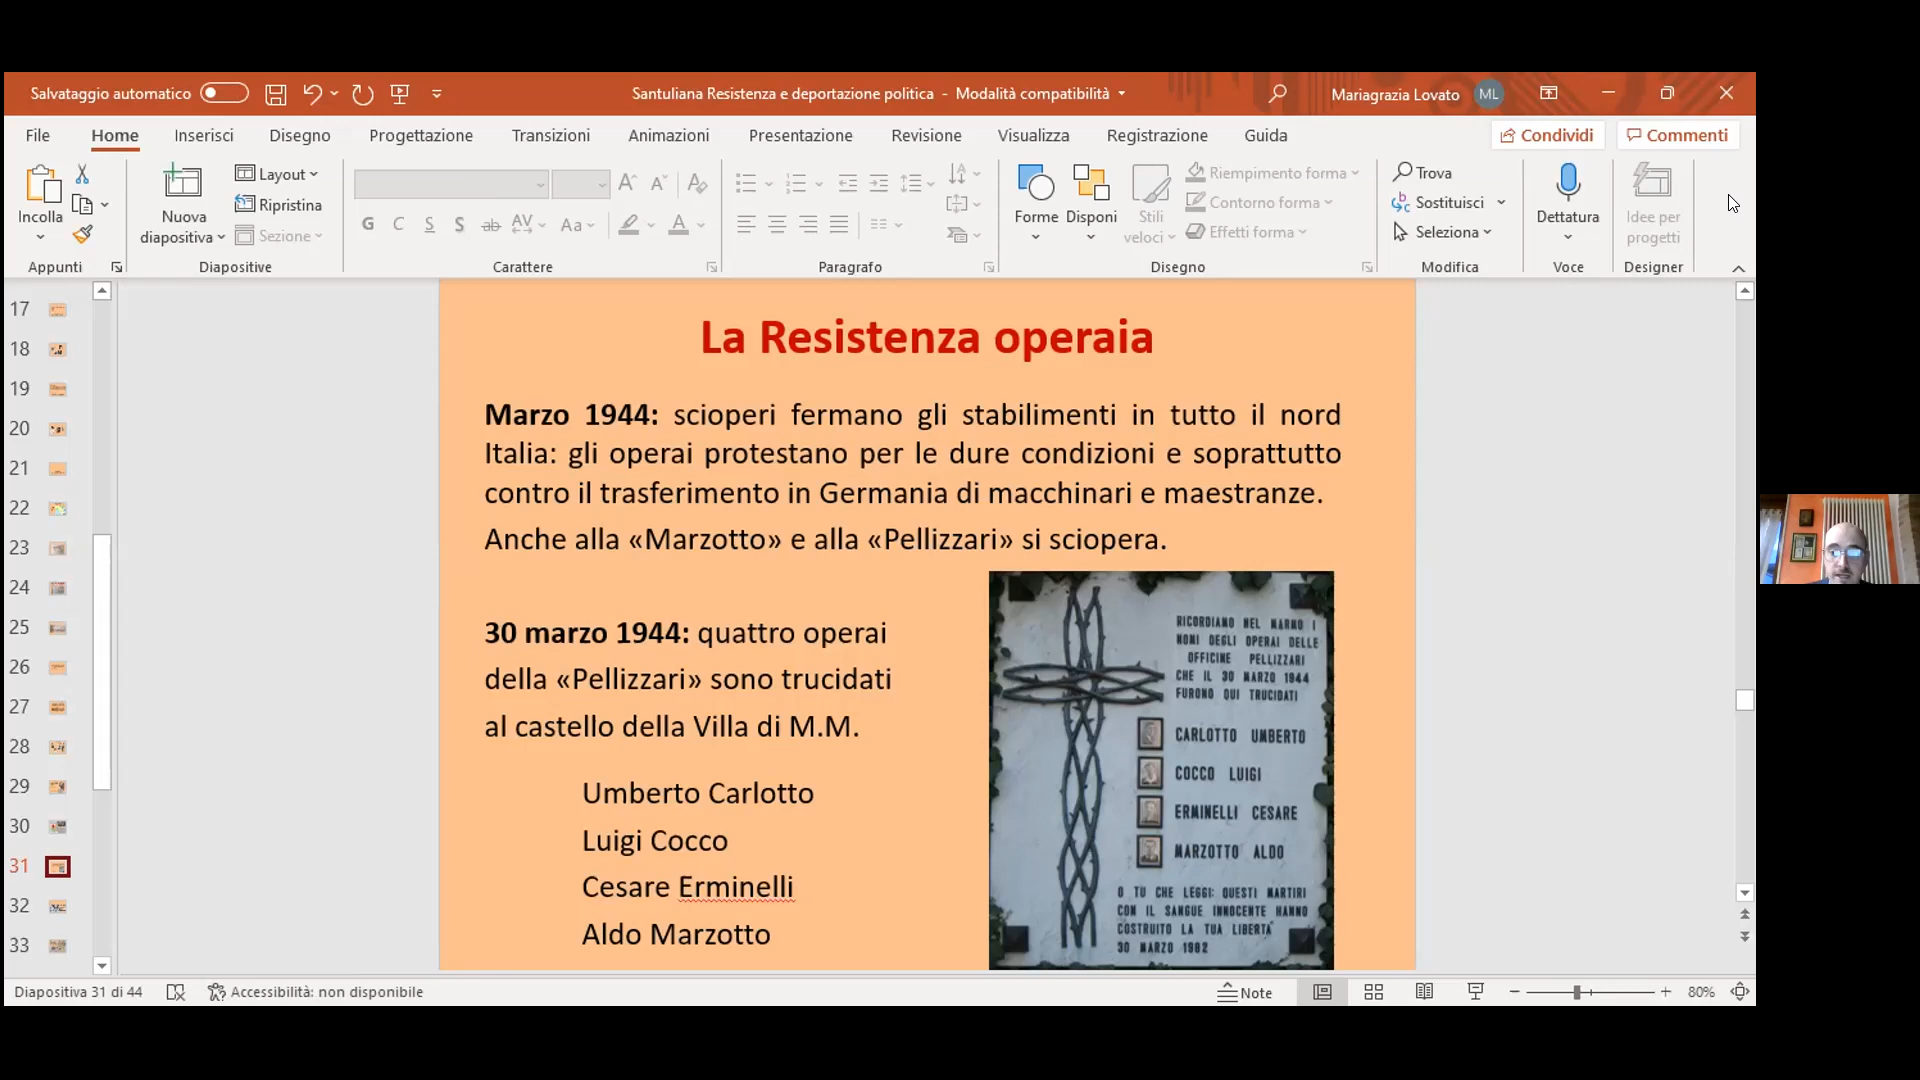 Salvataggio automatico
Santuliana Resistenza e deportazione politica - Modalità compatibilità
Mariagrazia Lovato ML
File Home Inserisci Disegno Progettazione Transizioni Animazioni Presentazione Revisione Visualizza Registrazione Guida Condividi Commenti
Incolla
Nuova diapositiva
Layout
Ripristina
Sezione
G C S S ab AV Aa A
Forme Disponi Stili veloci
Riempimento forma
Contorno forma
Effetti forma
Trova
Sostituisci
Seleziona
Dettatura
Idee per progetti
Appunti Diapositive Carattere Paragrafo Disegno Modifica Voce Designer
17
18
19
20
21
22
23
24
25
26
27
28
29
30
31
32
33
La Resistenza operaia
Marzo 1944: scioperi fermano gli stabilimenti in tutto il nord
Italia: gli operai protestano per le dure condizioni e soprattutto
contro il trasferimento in Germania di macchinari e maestranze.
Anche alla «Marzotto» e alla «Pellizzari» si sciopera.
30 marzo 1944: quattro operai
della «Pellizzari» sono trucidati
al castello della Villa di M.M.
Umberto Carlotto
Luigi Cocco
Cesare Erminelli
Aldo Marzotto
RICORDIAMO NEL MARMO I
NOMI DEGLI OPERAI DELLE
OFFICINE PELLIZZARI
CHE IL 30 MARZO 1944
FURONO QUI TRUCIDATI
CARLOTTO UMBERTO
COCCO LUIGI
ERMINELLI CESARE
MARZOTTO ALDO
O TU CHE LEGGI: QUESTI MARTIRI
CON IL SANGUE INNOCENTE HANNO
COSTRUITO LA TUA LIBERTA'
30 MARZO 1982
Diapositiva 31 di 44 Accessibilità: non disponibile Note 80%